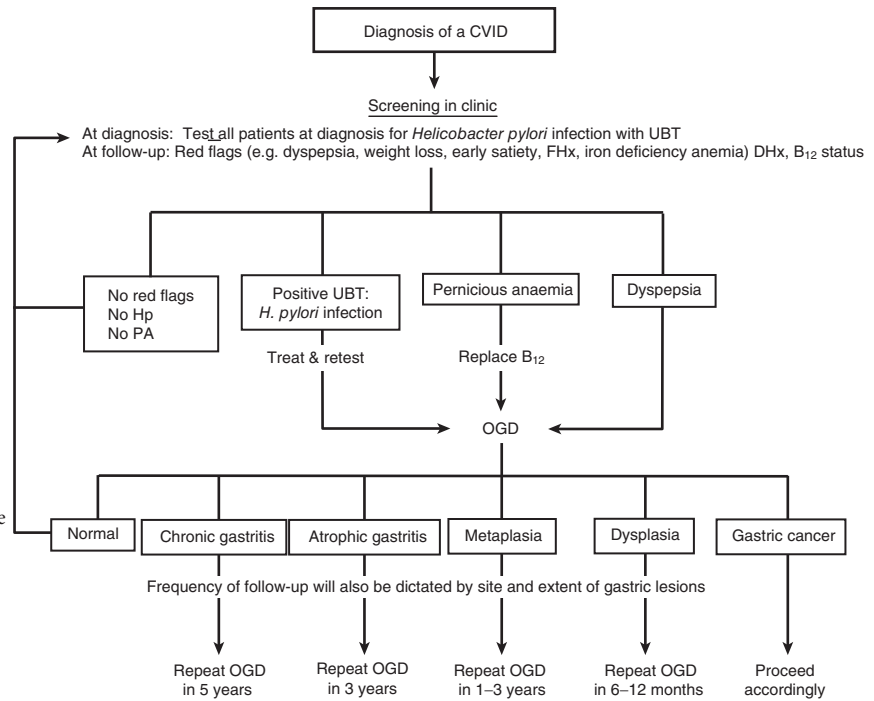 Diagnosis of a CVID
Screening in clinic
At diagnosis: Test all patients at diagnosis for Helicobacter pylori infection with UBT
At follow-up: Red flags (e.g. dyspepsia, weight loss, early satiety, FHx, iron deficiency anemia) DHx, B₁₂ status
No red flags
No Hp
No PA
Positive UBT:
H. pylori infection
Pernicious anaemia
Dyspepsia
Treat & retest
Replace B₁₂
OGD
e
Normal
Chronic gastritis
Atrophic gastritis
Metaplasia
Dysplasia
Gastric cancer
Frequency of follow-up will also be dictated by site and extent of gastric lesions
Repeat OGD
in 5 years
Repeat OGD
in 3 years
Repeat OGD
in 1–3 years
Repeat OGD
in 6–12 months
Proceed
accordingly